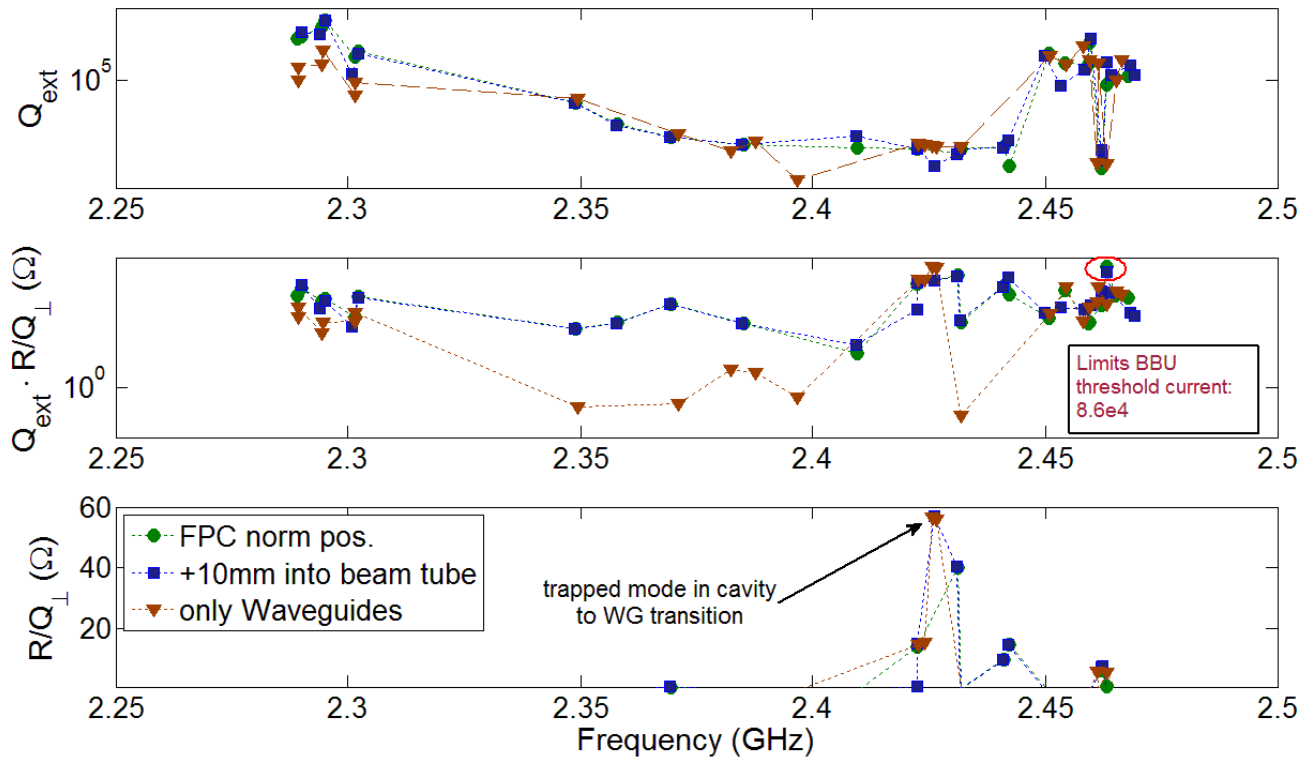 Q_ext
10^5
2.25 2.3 2.35 2.4 2.45 2.5
Q_ext · R/Q_⊥ (Ω)
10^0
Limits BBU
threshold current:
8.6e4
2.25 2.3 2.35 2.4 2.45 2.5
R/Q_⊥ (Ω)
60
40
20
FPC norm pos.
+10mm into beam tube
only Waveguides
trapped mode in cavity
to WG transition
2.25 2.3 2.35 2.4 2.45 2.5
Frequency (GHz)